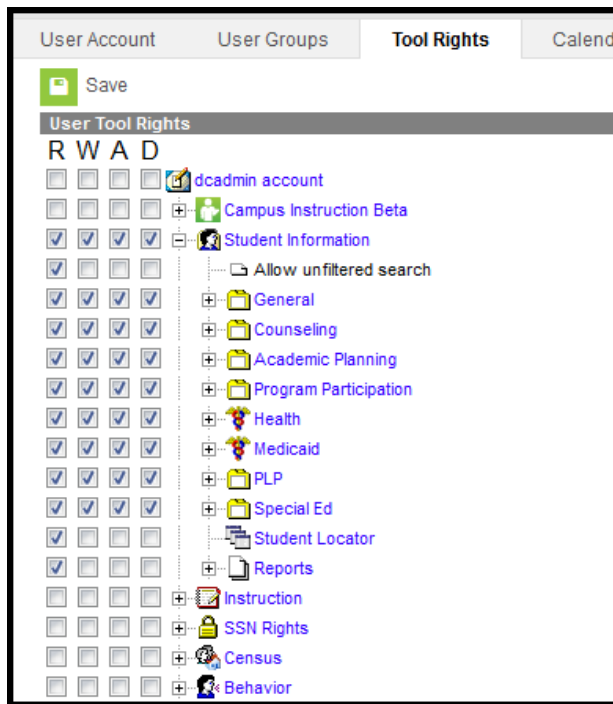 User Account User Groups Tool Rights Calend
Save
User Tool Rights
R W A D
dcadmin account
Campus Instruction Beta
Student Information
Allow unfiltered search
General
Counseling
Academic Planning
Program Participation
Health
Medicaid
PLP
Special Ed
Student Locator
Reports
Instruction
SSN Rights
Census
Behavior